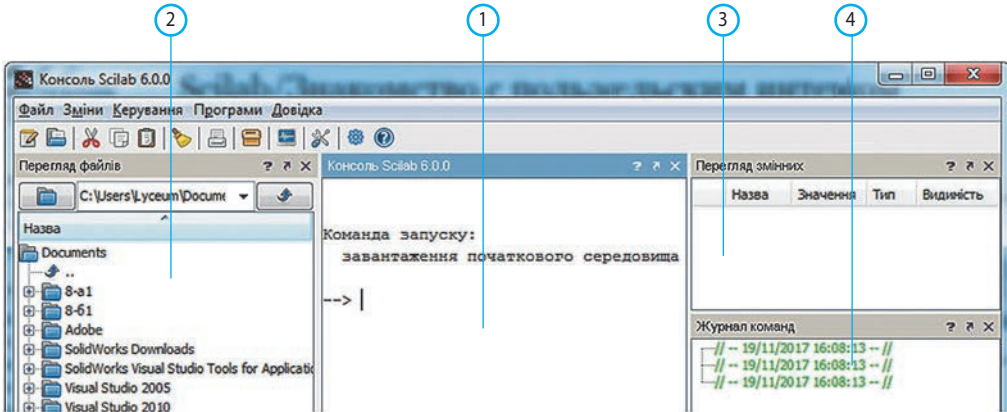 2 1 3 4
Консоль Scilab 6.0.0
Файл Зміни Керування Програми Довідка
Перегляд файлів
C:\Users\Lyceum\Docume
Назва
Documents
..
8-а1
8-б1
Adobe
SolidWorks Downloads
SolidWorks Visual Studio Tools for Applicatio
Visual Studio 2005
Visual Studio 2010
Консоль Scilab 6.0.0
Команда запуску:
завантаження початкового середовища
-->
Перегляд змінних
Назва Значення Тип Видимість
Журнал команд
// -- 19/11/2017 16:08:13 -- //
// -- 19/11/2017 16:08:13 -- //
// -- 19/11/2017 16:08:13 -- //